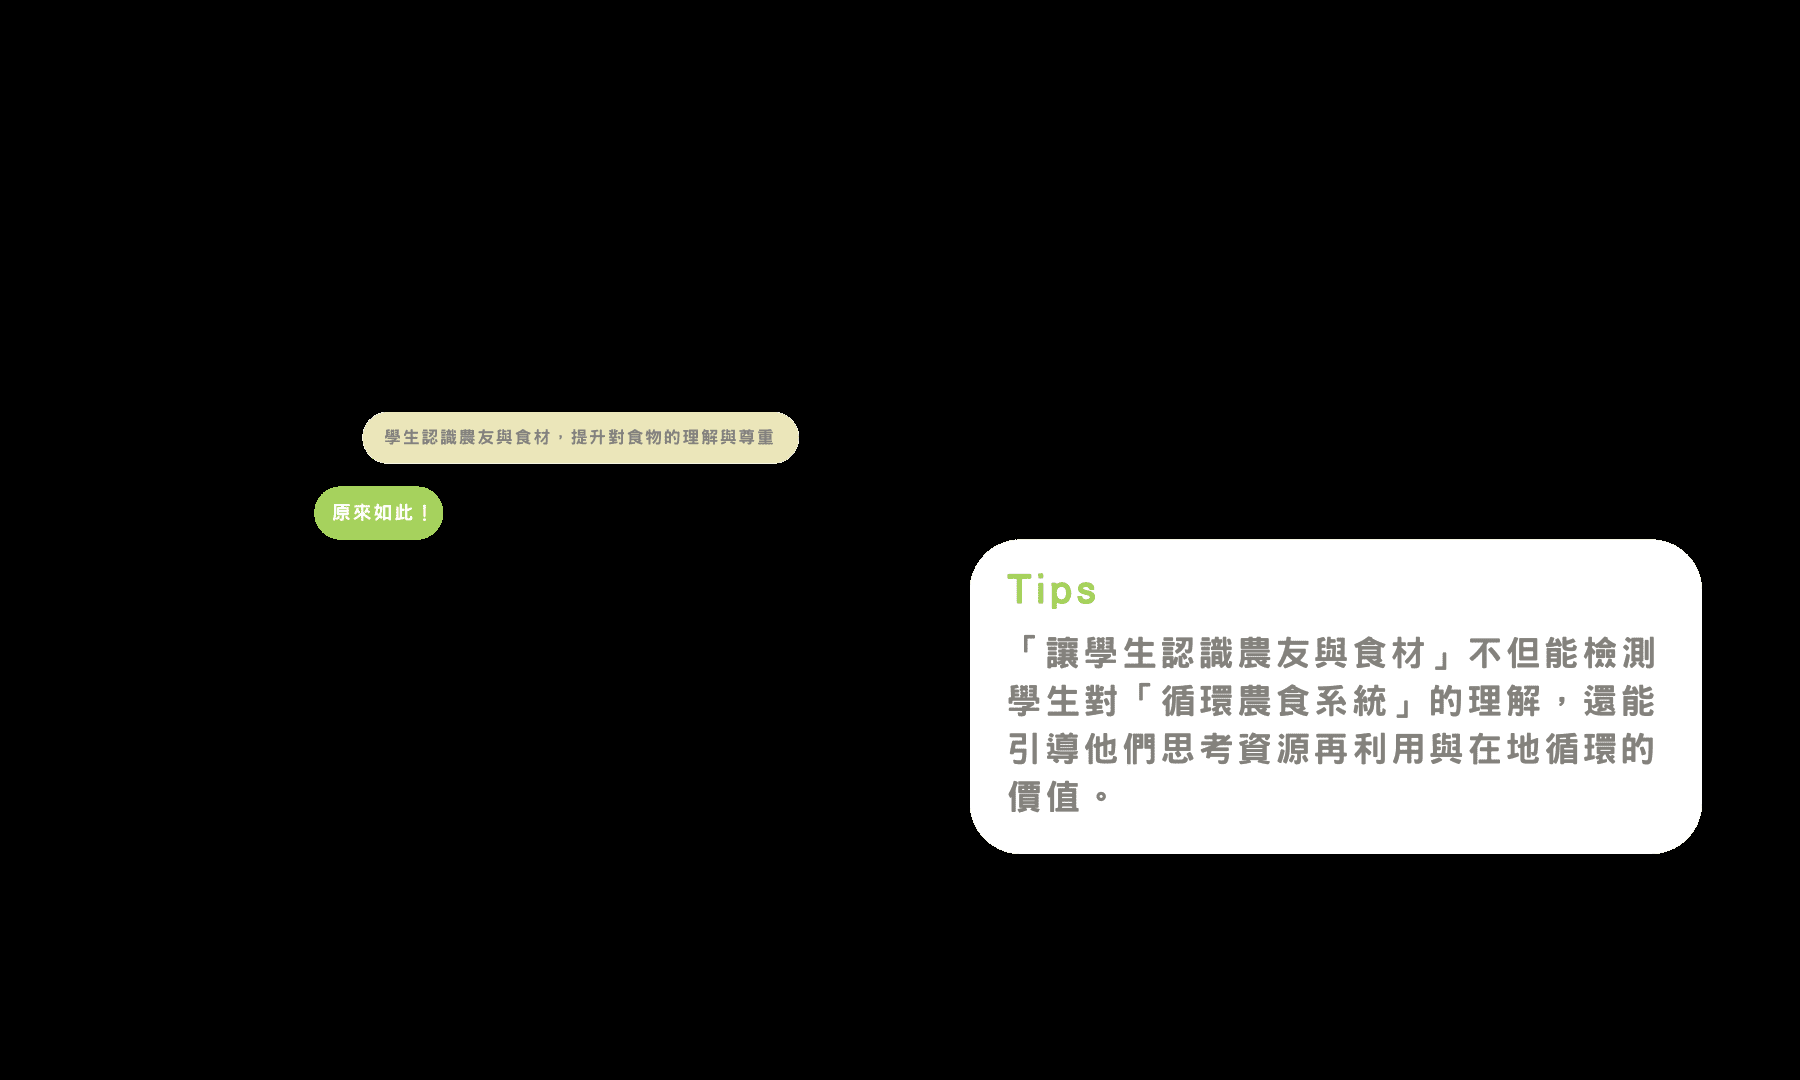 學生認識農友與食材，提升對食物的理解與尊重
原來如此！
Tips
「讓學生認識農友與食材」不但能檢測
學生對「循環農食系統」的理解，還能
引導他們思考資源再利用與在地循環的
價值。